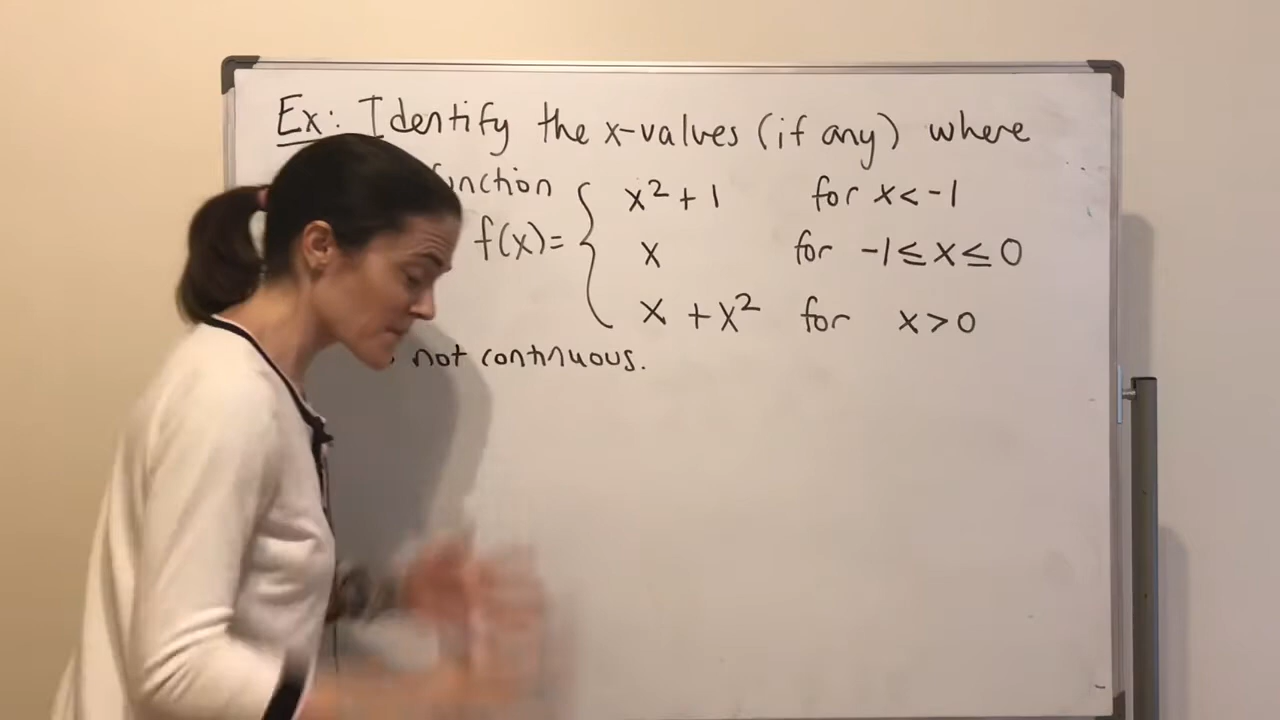 Ex: Identify the x-values (if any) where
function
f(x)= { x² + 1 for x < -1
x for -1 ≤ x ≤ 0
x + x² for x > 0
not continuous.